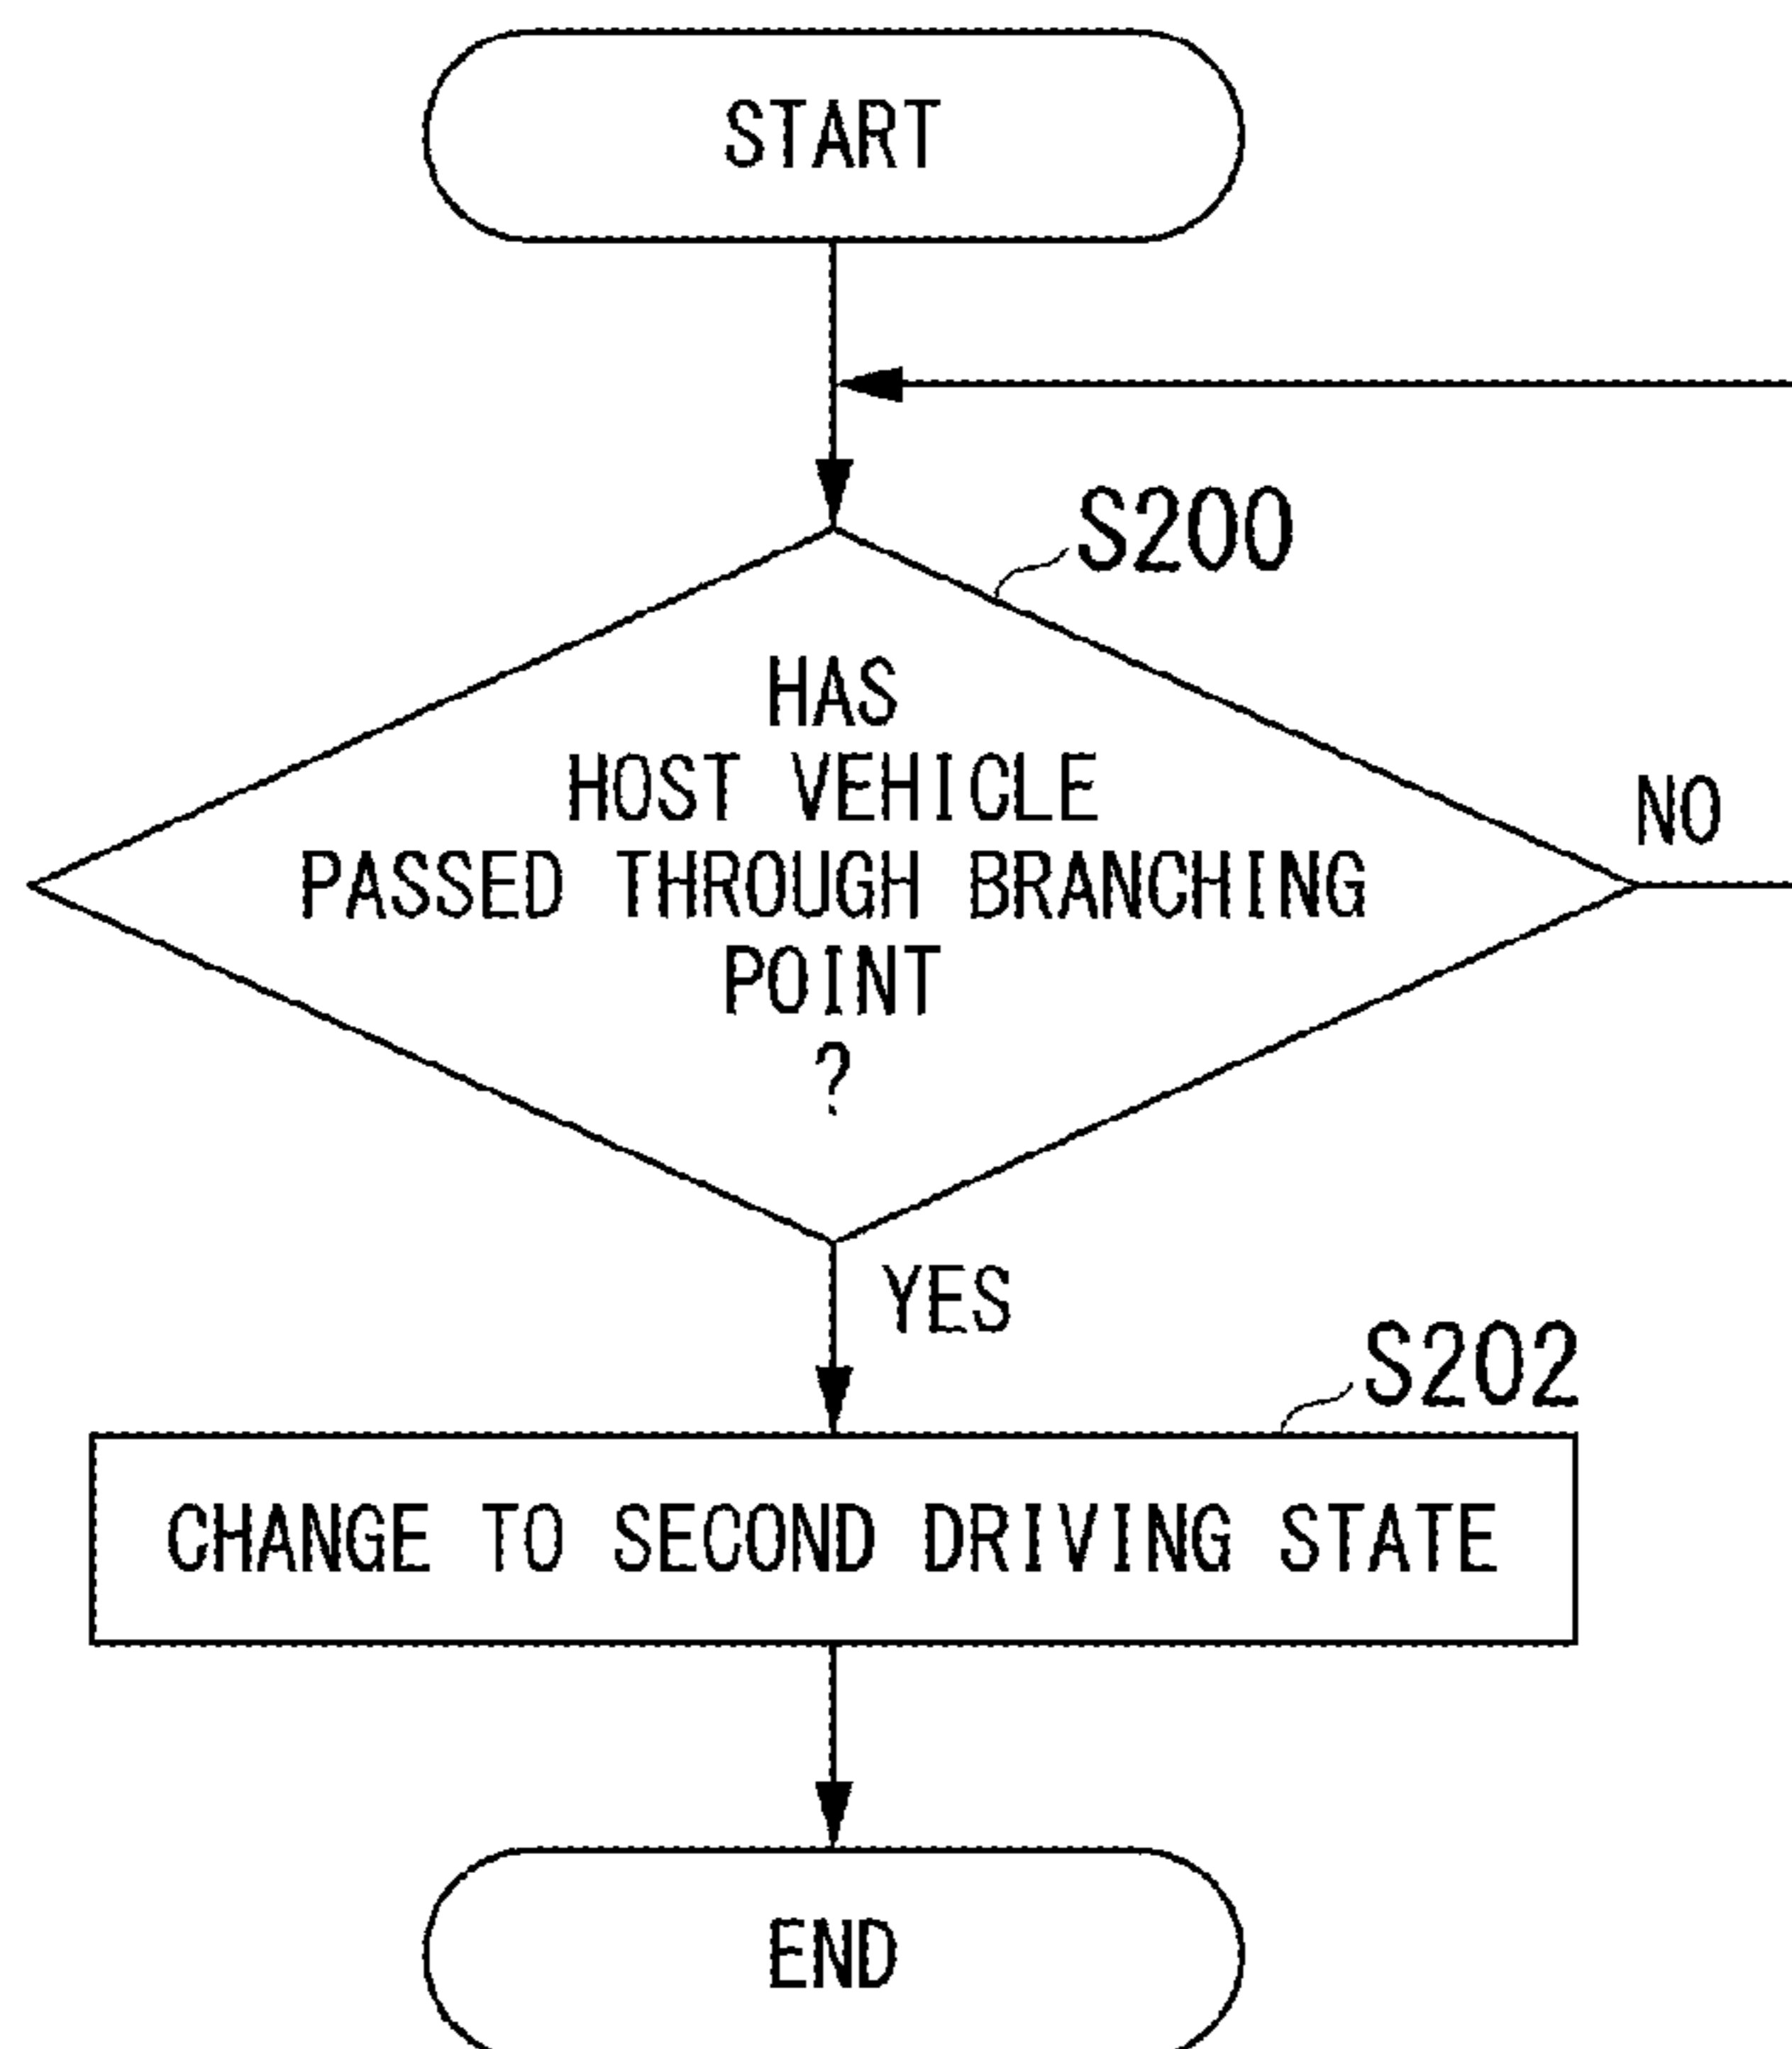 START
S200
HAS
HOST VEHICLE
PASSED THROUGH BRANCHING
POINT
?
NO
YES
S202
CHANGE TO SECOND DRIVING STATE
END